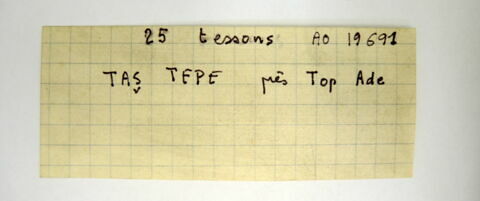 25 tessons AO 19691
TAŞ TEPE près Top Ade